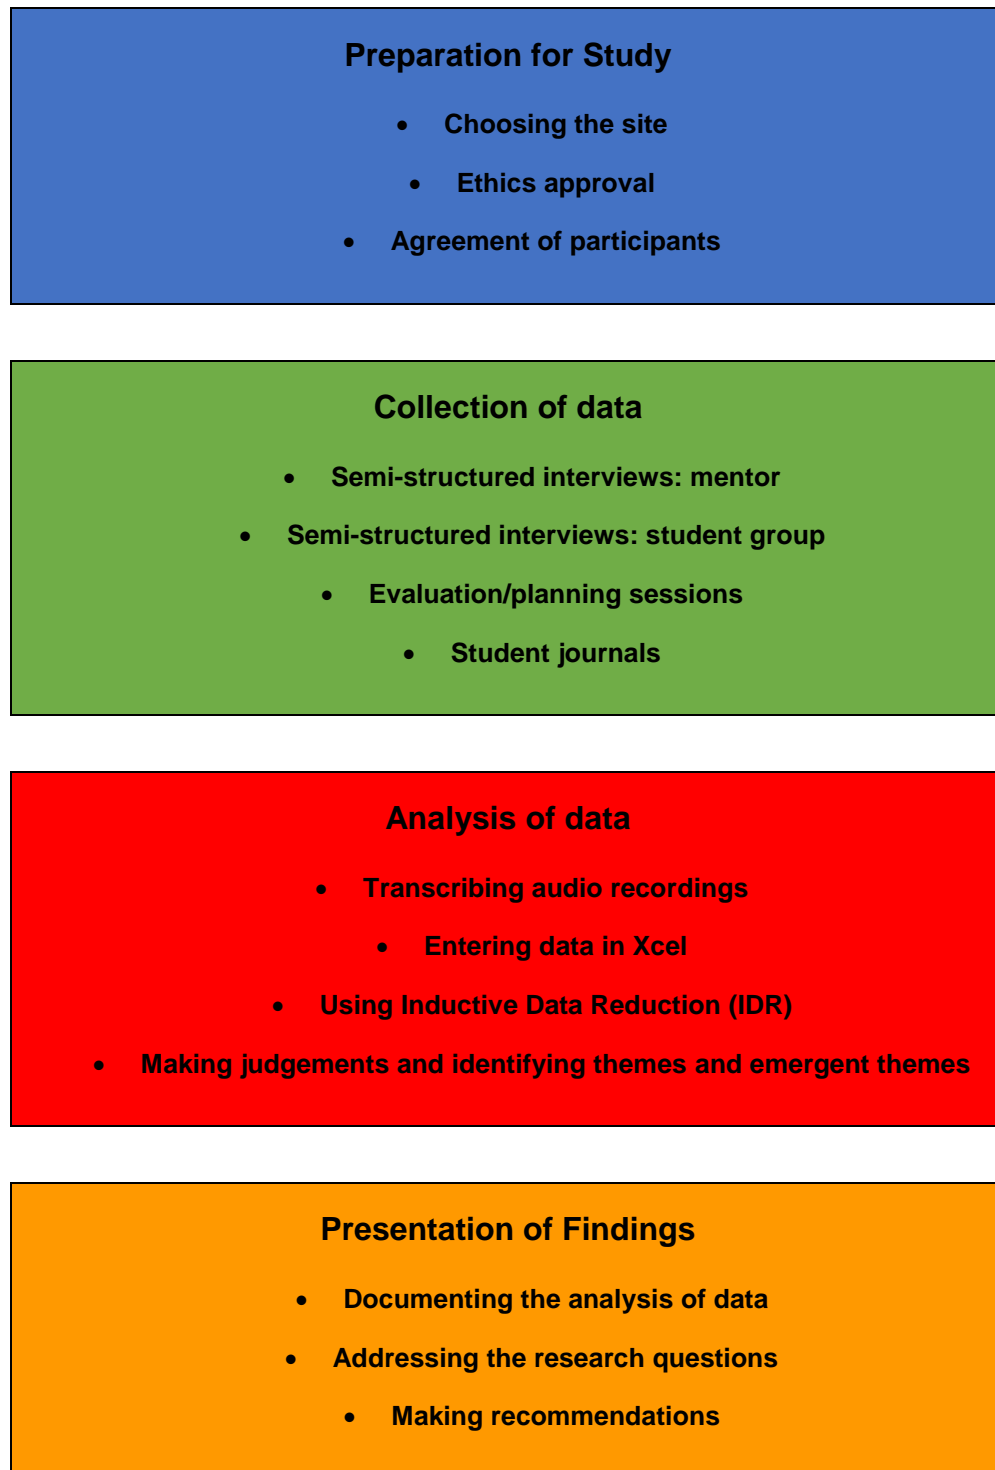 Preparation for Study
• Choosing the site
• Ethics approval
• Agreement of participants
Collection of data
• Semi-structured interviews: mentor
• Semi-structured interviews: student group
• Evaluation/planning sessions
• Student journals
Analysis of data
• Transcribing audio recordings
• Entering data in Xcel
• Using Inductive Data Reduction (IDR)
• Making judgements and identifying themes and emergent themes
Presentation of Findings
• Documenting the analysis of data
• Addressing the research questions
• Making recommendations